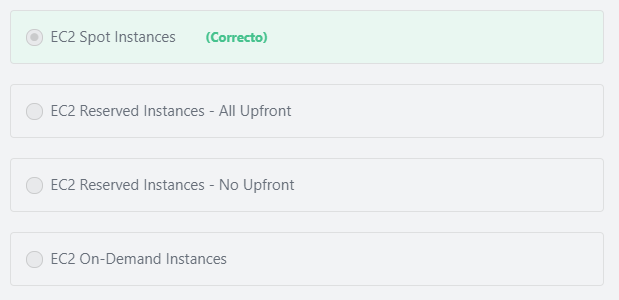 EC2 Spot Instances (Correcto)
EC2 Reserved Instances - All Upfront
EC2 Reserved Instances - No Upfront
EC2 On-Demand Instances